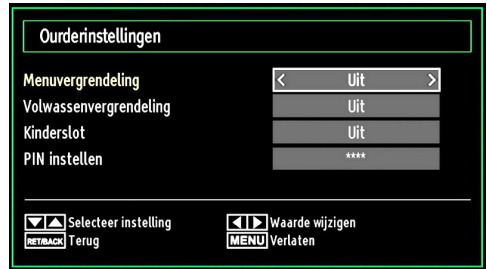 Ourderinstellingen
Menuvergrendeling < Uit >
Volwassenvergrendeling Uit
Kinderslot Uit
PIN instellen ****
Selecteer instelling Waarde wijzigen
RET/BACK Terug MENU Verlaten